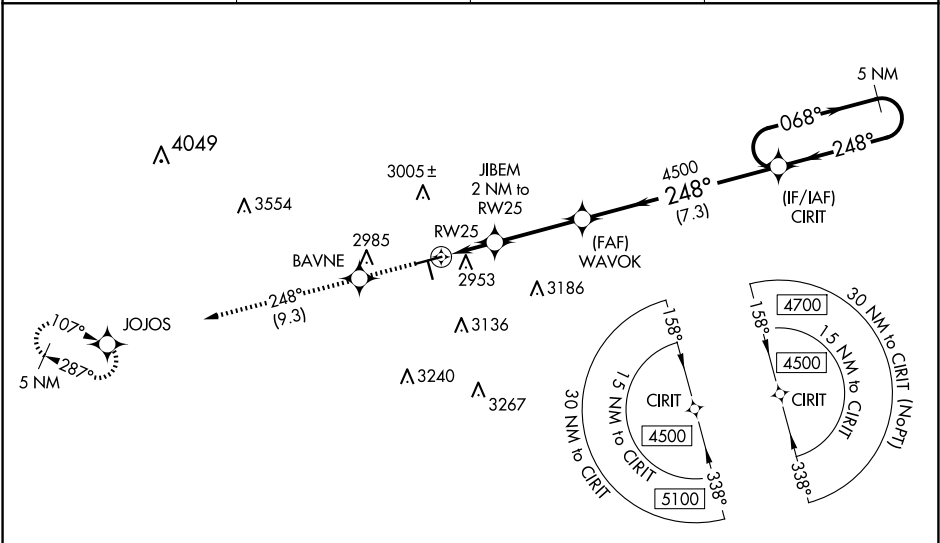 5 NM
068°
248°
4049
3005±
JIBEM
2 NM to
RW25
4500
248°
(7.3)
(IF/IAF)
CIRIT
3554
RW25
(FAF)
WAVOK
BAVNE
2985
2953
3186
248°
(9.3)
107°
JOJOS
287°
5 NM
3136
3240
3267
158°
CIRIT
4500
5100
338°
15 NM to CIRIT
30 NM to CIRIT
158°
4700
4500
CIRIT
338°
15 NM to CIRIT
30 NM to CIRIT (NoPT)